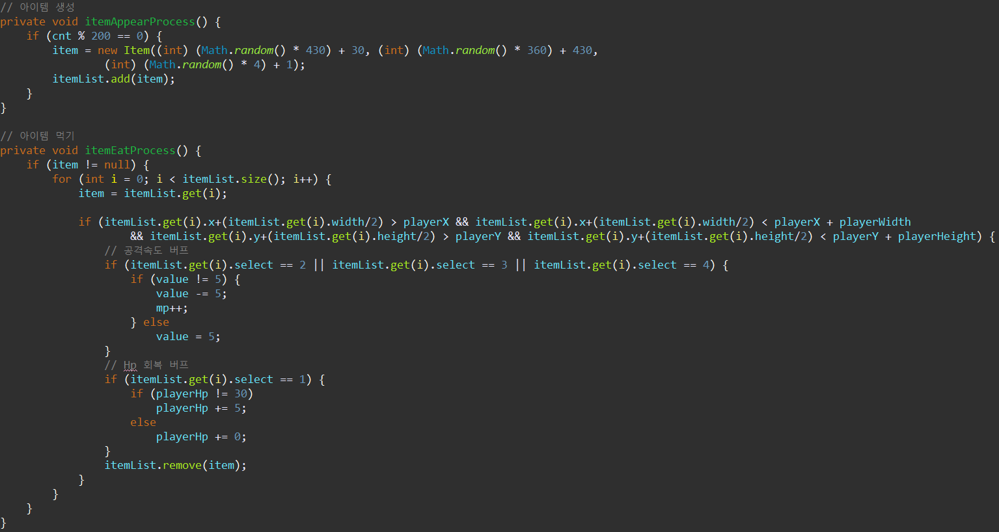 // 아이템 생성
private void itemAppearProcess() {
    if (cnt % 200 == 0) {
        item = new Item((int) (Math.random() * 430) + 30, (int) (Math.random() * 360) + 430,
                (int) (Math.random() * 4) + 1);
        itemList.add(item);
    }
}

// 아이템 먹기
private void itemEatProcess() {
    if (item != null) {
        for (int i = 0; i < itemList.size(); i++) {
            item = itemList.get(i);

            if (itemList.get(i).x+(itemList.get(i).width/2) > playerX && itemList.get(i).x+(itemList.get(i).width/2) < playerX + playerWidth
                    && itemList.get(i).y+(itemList.get(i).height/2) > playerY && itemList.get(i).y+(itemList.get(i).height/2) < playerY + playerHeight) {
                // 공격속도 버프
                if (itemList.get(i).select == 2 || itemList.get(i).select == 3 || itemList.get(i).select == 4) {
                    if (value != 5) {
                        value -= 5;
                        mp++;
                    } else
                        value = 5;
                }
                // Hp 회복 버프
                if (itemList.get(i).select == 1) {
                    if (playerHp != 30)
                        playerHp += 5;
                    else
                        playerHp += 0;
                }
                itemList.remove(item);
            }
        }
    }
}